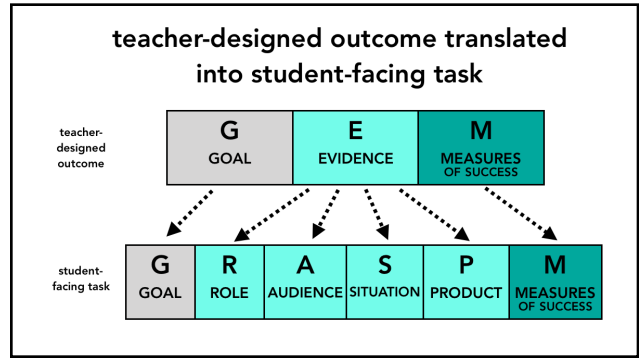 teacher-designed outcome translated
into student-facing task
teacher-
designed
outcome
G
GOAL
E
EVIDENCE
M
MEASURES
OF SUCCESS
student-
facing task
G
GOAL
R
ROLE
A
AUDIENCE
S
SITUATION
P
PRODUCT
M
MEASURES
OF SUCCESS